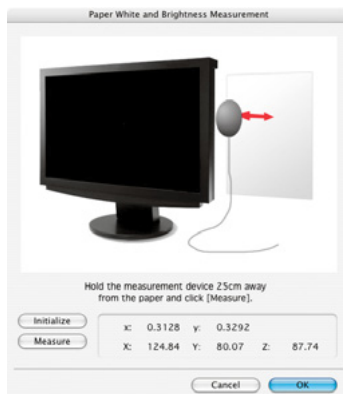 Paper White and Brightness Measurement
Hold the measurement device 25cm away
from the paper and click [Measure].
Initialize
x: 0.3128 y: 0.3292
Measure
X: 124.84 Y: 80.07 Z: 87.74
Cancel OK